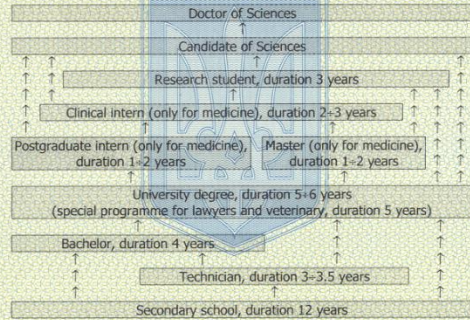 Doctor of Sciences
Candidate of Sciences
Research student, duration 3 years
Clinical intern (only for medicine), duration 2÷3 years
Postgraduate intern (only for medicine),
duration 1÷2 years
Master (only for medicine),
duration 1÷2 years
University degree, duration 5÷6 years
(special programme for lawyers and veterinary, duration 5 years)
Bachelor, duration 4 years
Technician, duration 3÷3.5 years
Secondary school, duration 12 years